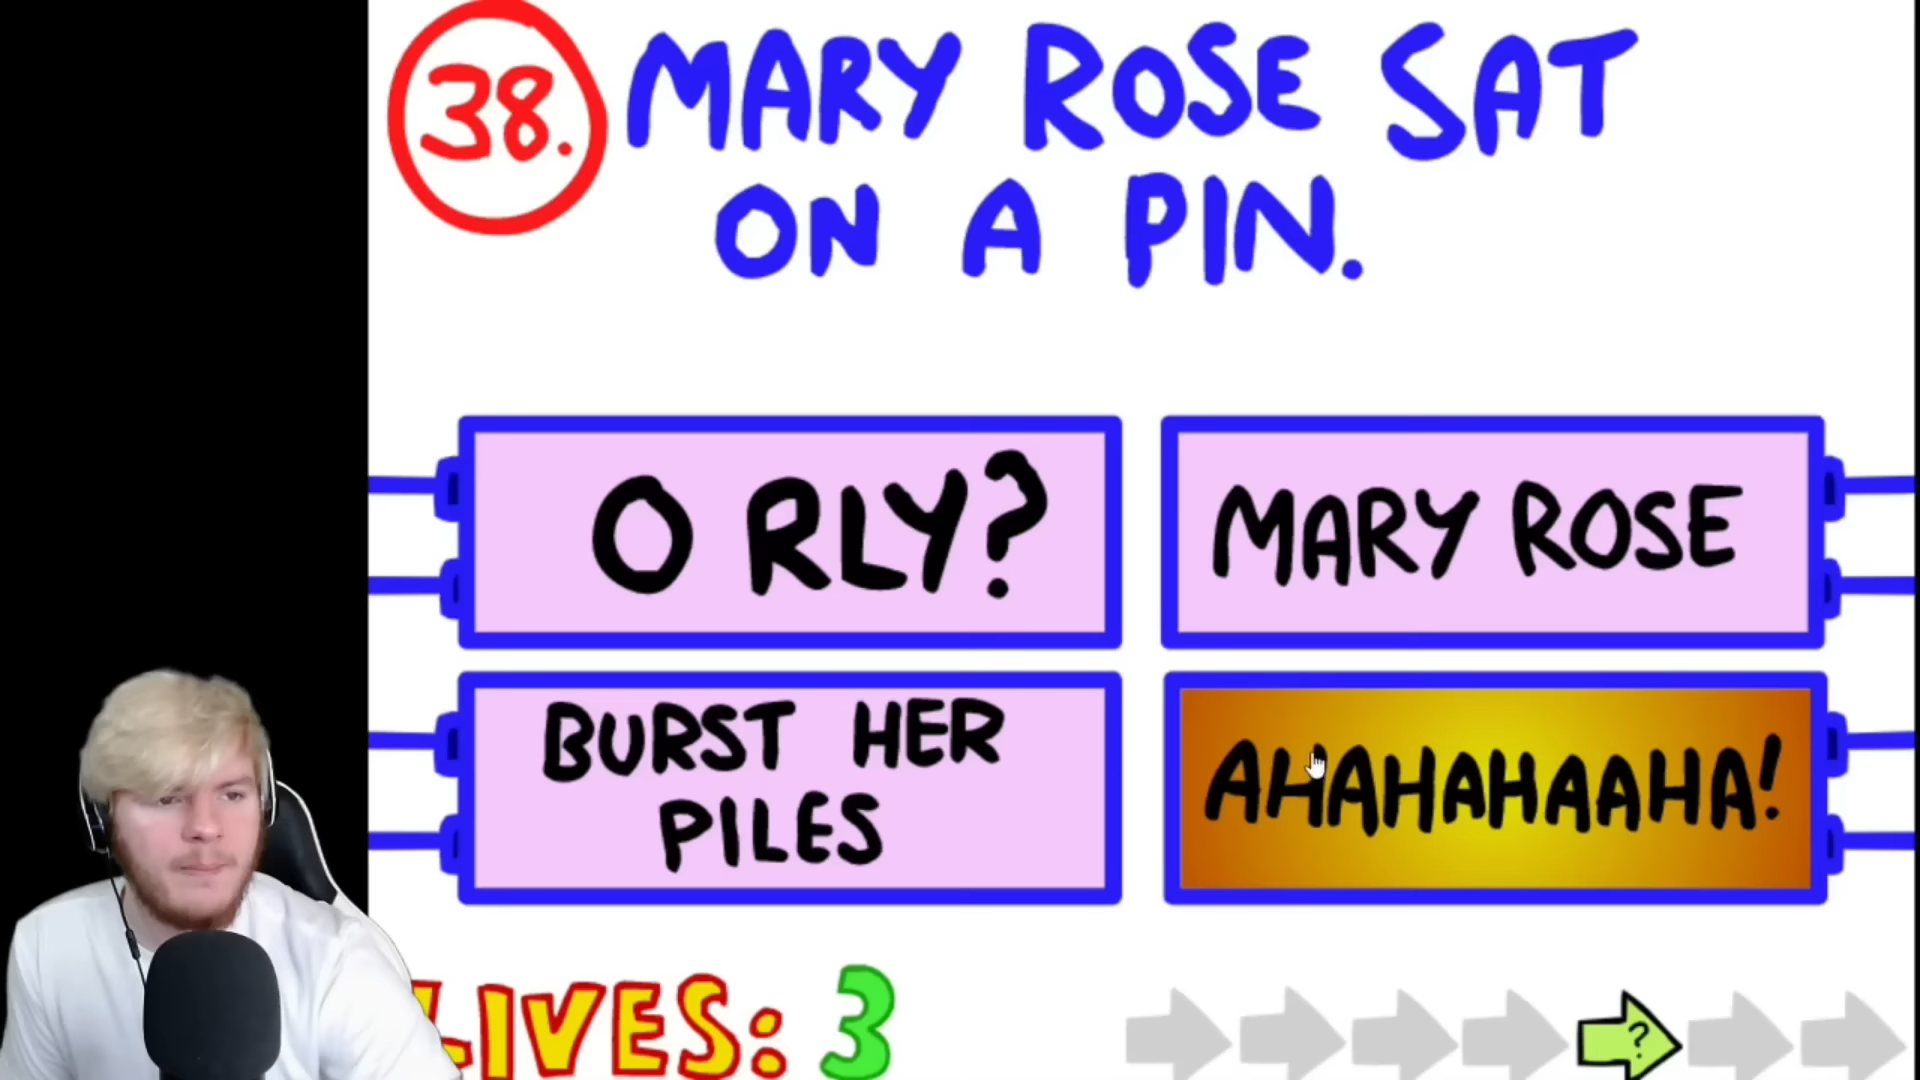 38. MARY ROSE SAT
ON A PIN.
O RLY?
MARY ROSE
BURST HER
PILES
AHAHAHAAHA!
LIVES: 3
?